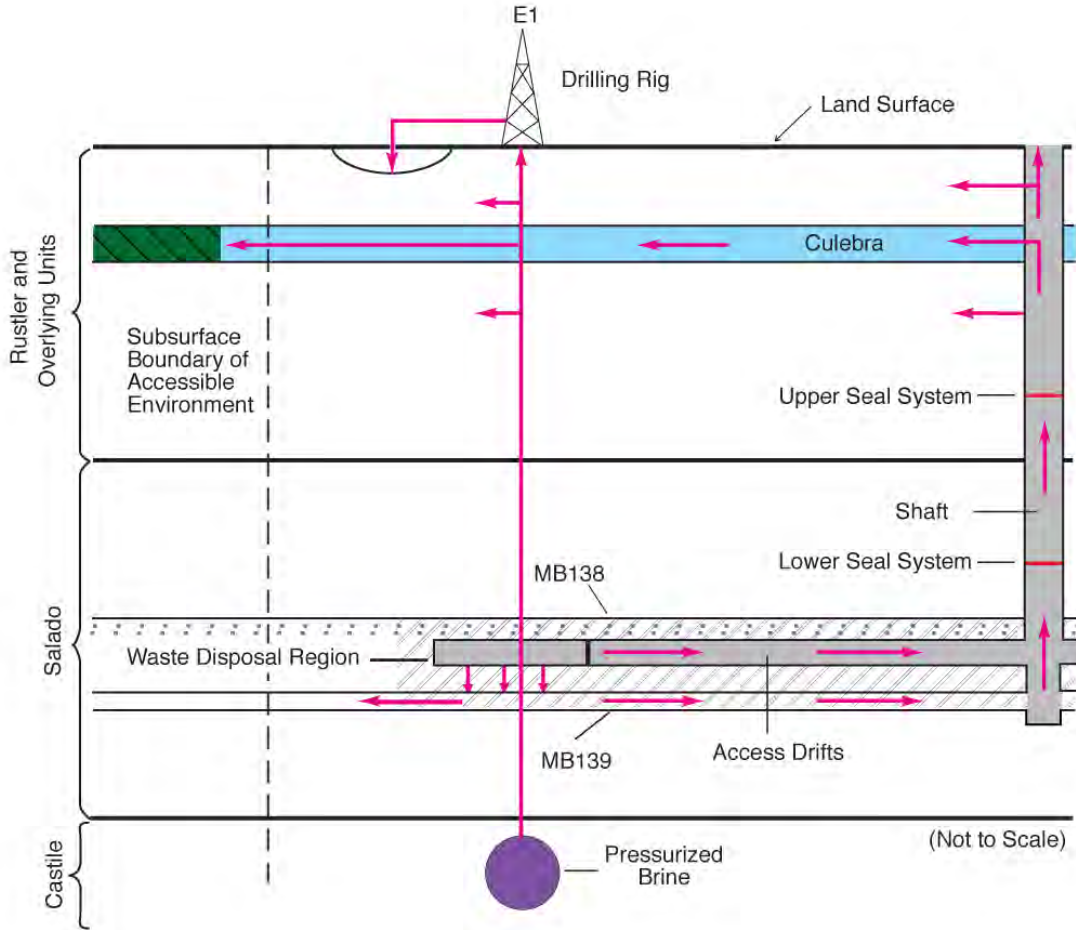 E1
Drilling Rig
Land Surface
Rustler and
Overlying Units
Culebra
Subsurface
Boundary of
Accessible
Environment
Upper Seal System
Shaft
Lower Seal System
Salado
MB138
Waste Disposal Region
MB139
Access Drifts
(Not to Scale)
Castile
Pressurized
Brine